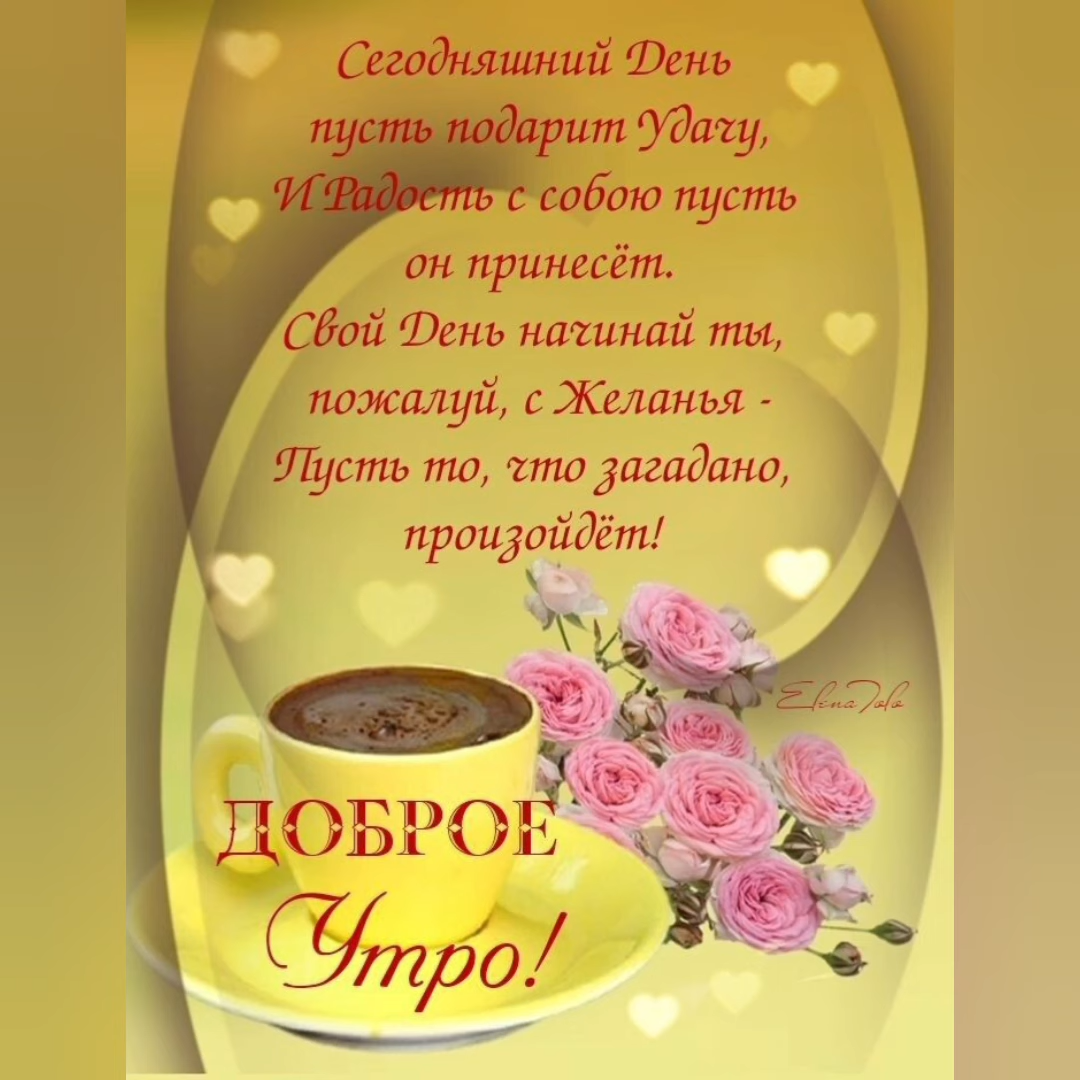 Сегодняшний День
пусть подарит Удачу,
И Радость с собою пусть
он принесёт.
Свой День начинай ты,
пожалуй, с Желанья -
Пусть то, что загадано,
произойдёт!
ElenaTolo
ДОБРОЕ
Утро!